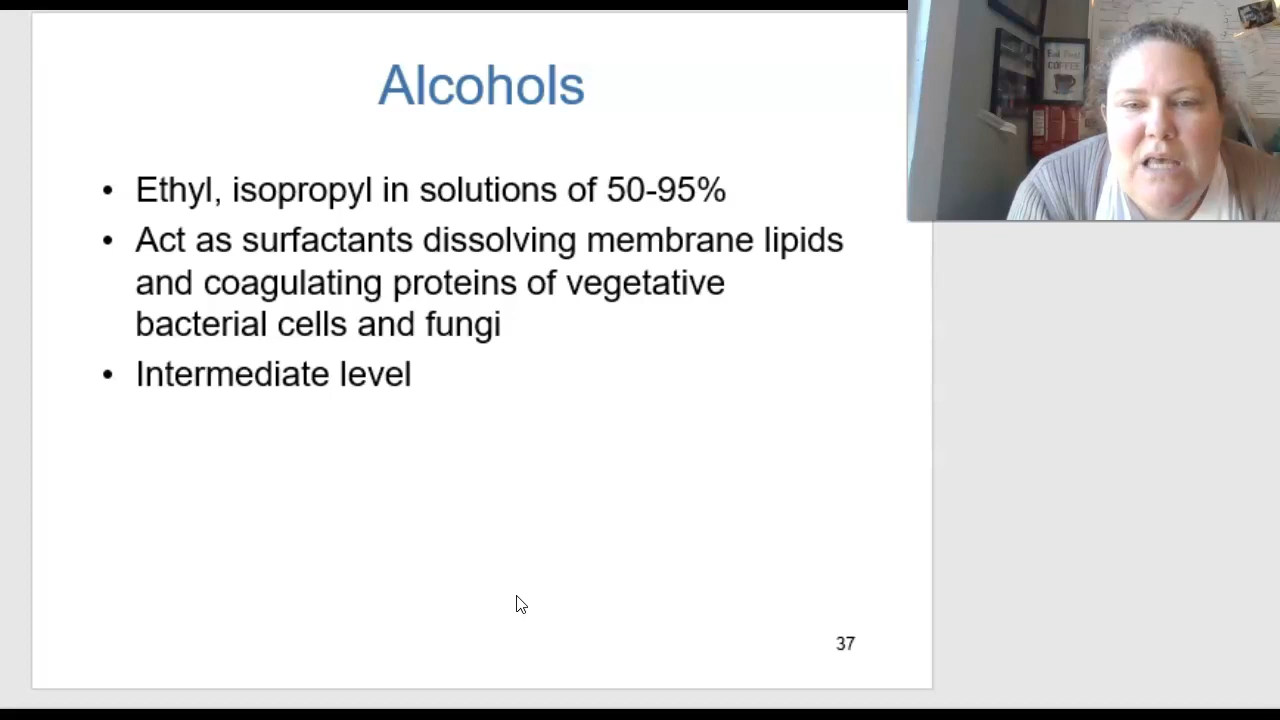 Alcohols
• Ethyl, isopropyl in solutions of 50-95%
• Act as surfactants dissolving membrane lipids
and coagulating proteins of vegetative
bacterial cells and fungi
• Intermediate level
37
COFFEE